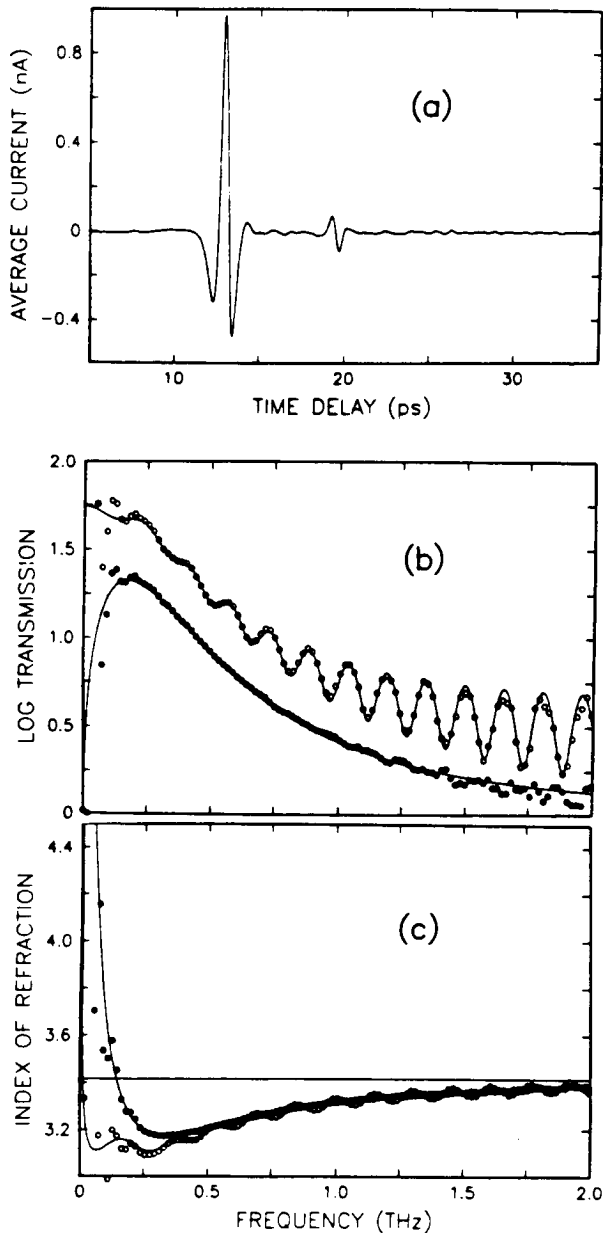 0.8
0.4
0
-0.4
AVERAGE CURRENT (nA)
(a)
10
20
30
TIME DELAY (ps)
2.0
1.5
1.0
0.5
0
LOG TRANSMISSION
(b)
4.4
4.0
3.6
3.2
INDEX OF REFRACTION
(c)
0
0.5
1.0
1.5
2.0
FREQUENCY (THz)